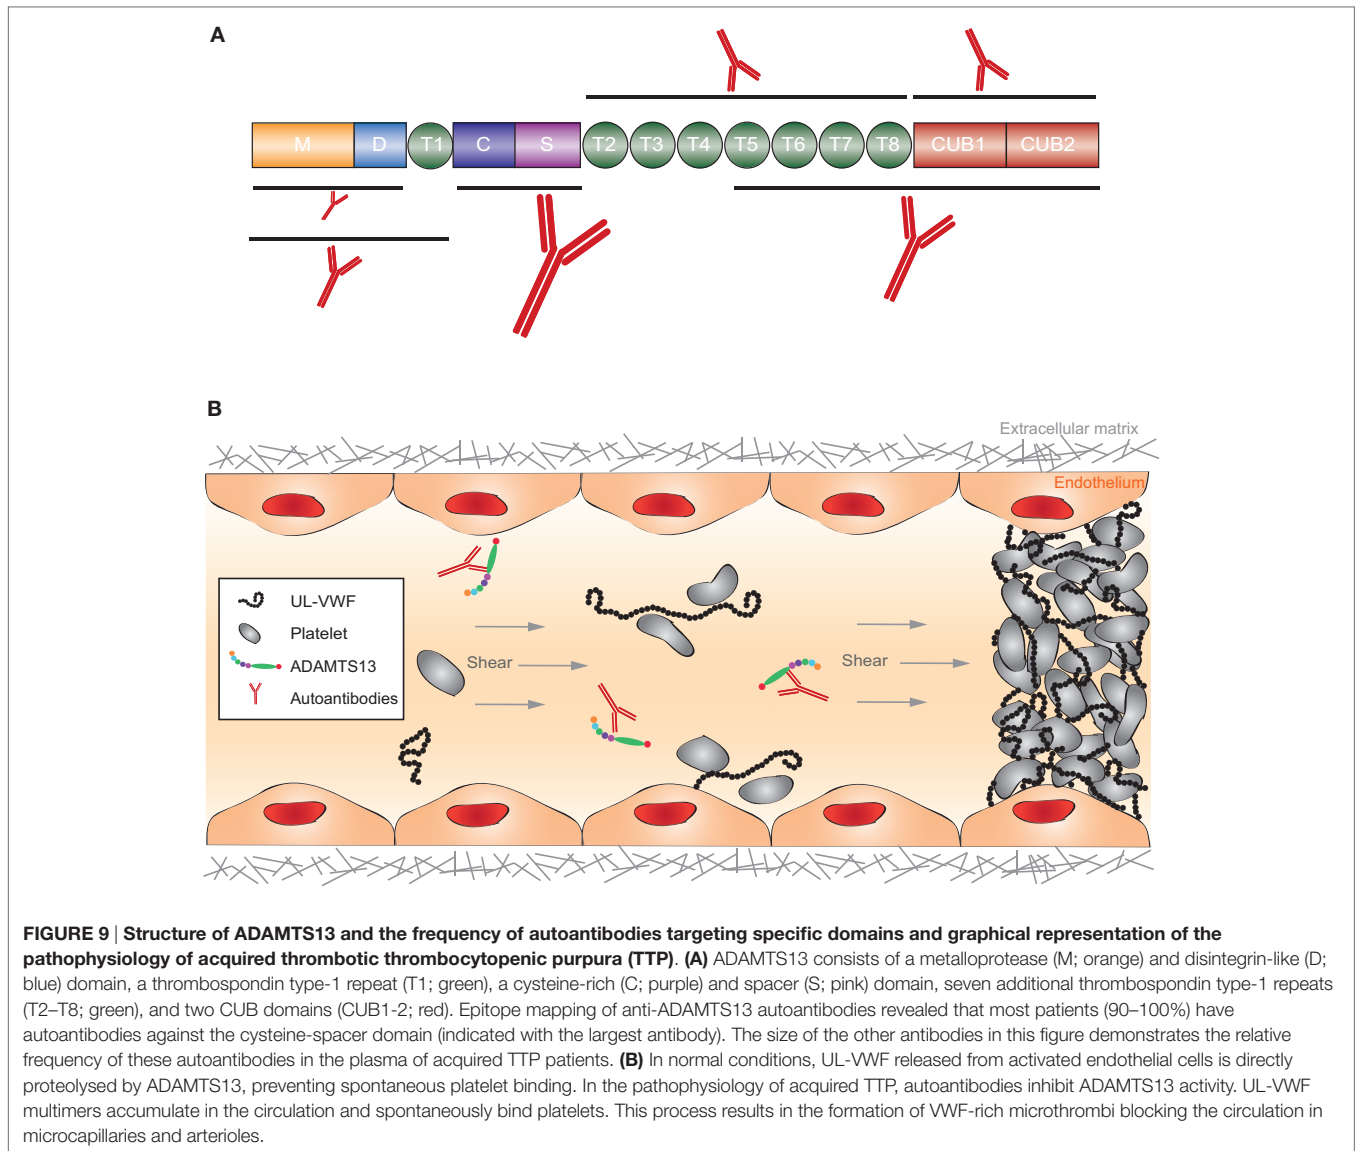 A
M D T1 C S T2 T3 T4 T5 T6 T7 T8 CUB1 CUB2
B
Extracellular matrix
Endothelium
UL-VWF
Platelet
ADAMTS13
Autoantibodies
Shear
Shear
FIGURE 9 | Structure of ADAMTS13 and the frequency of autoantibodies targeting specific domains and graphical representation of the
pathophysiology of acquired thrombotic thrombocytopenic purpura (TTP). (A) ADAMTS13 consists of a metalloprotease (M; orange) and disintegrin-like (D;
blue) domain, a thrombospondin type-1 repeat (T1; green), a cysteine-rich (C; purple) and spacer (S; pink) domain, seven additional thrombospondin type-1 repeats
(T2–T8; green), and two CUB domains (CUB1-2; red). Epitope mapping of anti-ADAMTS13 autoantibodies revealed that most patients (90–100%) have
autoantibodies against the cysteine-spacer domain (indicated with the largest antibody). The size of the other antibodies in this figure demonstrates the relative
frequency of these autoantibodies in the plasma of acquired TTP patients. (B) In normal conditions, UL-VWF released from activated endothelial cells is directly
proteolysed by ADAMTS13, preventing spontaneous platelet binding. In the pathophysiology of acquired TTP, autoantibodies inhibit ADAMTS13 activity. UL-VWF
multimers accumulate in the circulation and spontaneously bind platelets. This process results in the formation of VWF-rich microthrombi blocking the circulation in
microcapillaries and arterioles.